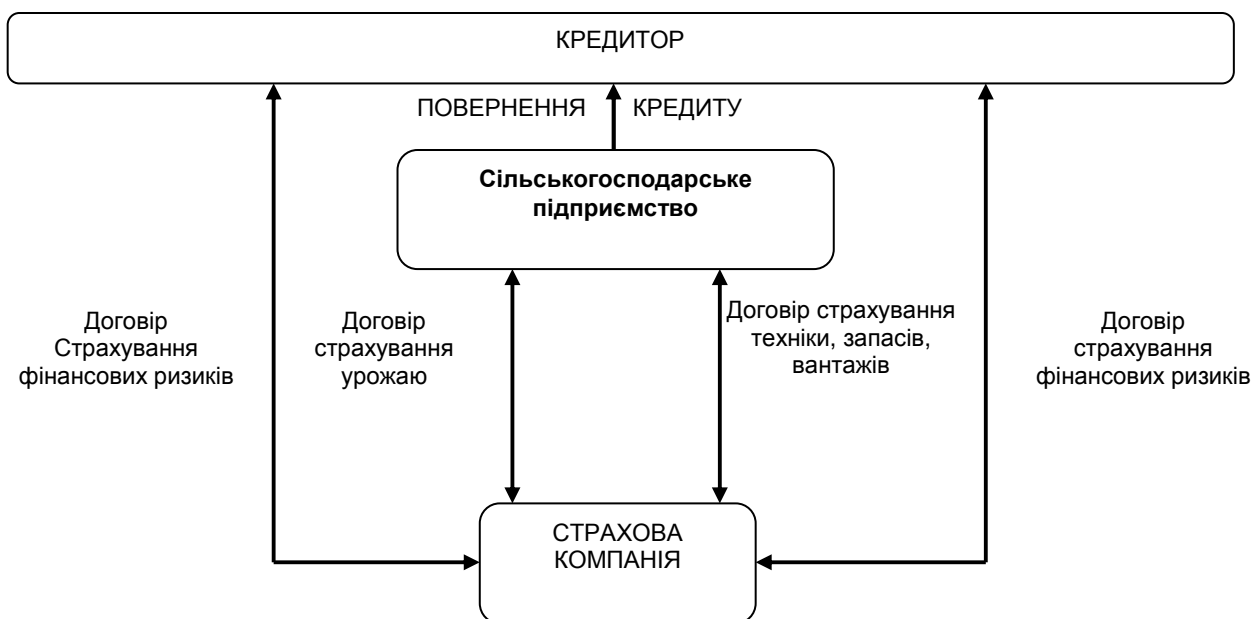 КРЕДИТОР
ПОВЕРНЕННЯ КРЕДИТУ
Сільськогосподарське
підприємство
Договір
Страхування
фінансових ризиків
Договір
страхування
урожаю
Договір страхування
техніки, запасів,
вантажів
Договір
страхування
фінансових ризиків
СТРАХОВА
КОМПАНІЯ